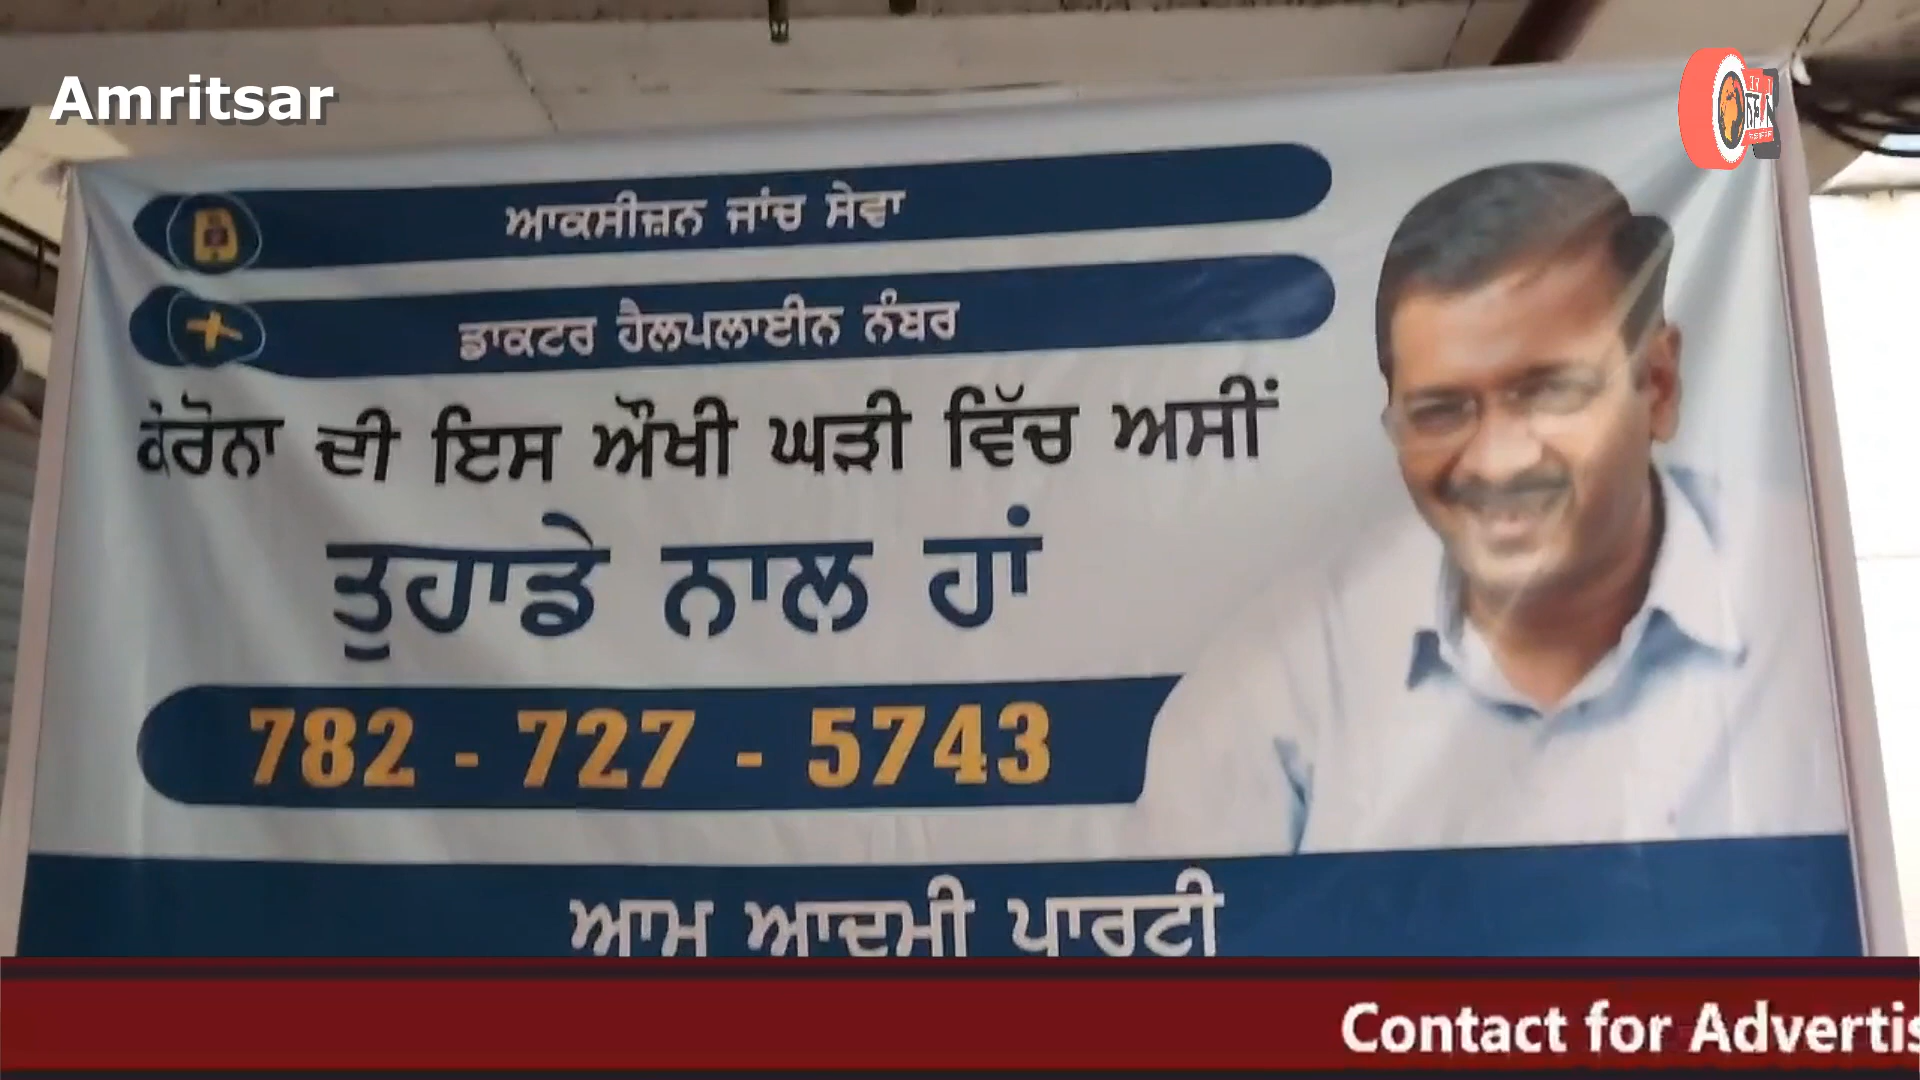 Amritsar
ਆਕਸੀਜ਼ਨ ਜਾਂਚ ਸੇਵਾ
ਡਾਕਟਰ ਹੈਲਪਲਾਈਨ ਨੰਬਰ
ਕੋਰੋਨਾ ਦੀ ਇਸ ਔਖੀ ਘੜੀ ਵਿੱਚ ਅਸੀਂ
ਤੁਹਾਡੇ ਨਾਲ ਹਾਂ
782 - 727 - 5743
ਆਮ ਆਦਮੀ ਪਾਰਟੀ
Contact for Advertis